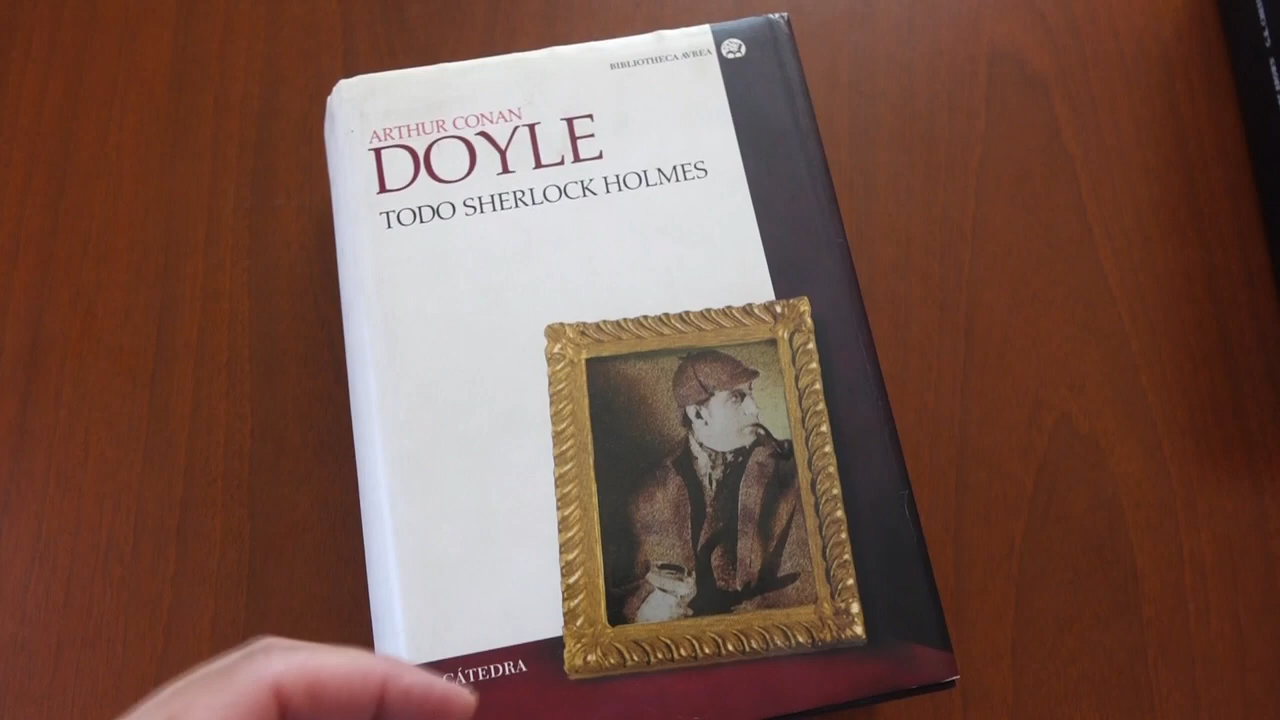 BIBLIOTHECA AVREA
ARTHUR CONAN
DOYLE
TODO SHERLOCK HOLMES
CÁTEDRA